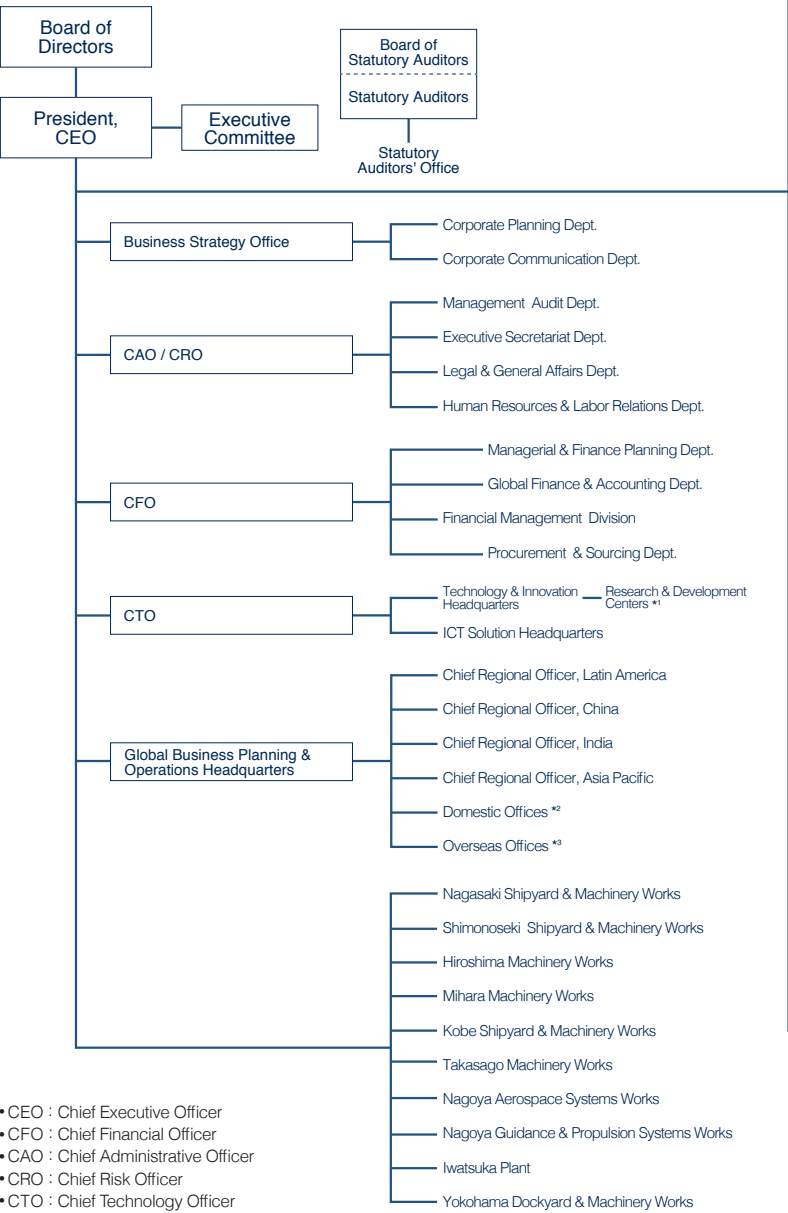 Board of
Directors
President,
CEO
Executive
Committee
Board of
Statutory Auditors
Statutory Auditors
Statutory
Auditors' Office
Business Strategy Office
Corporate Planning Dept.
Corporate Communication Dept.
CAO / CRO
Management Audit Dept.
Executive Secretariat Dept.
Legal & General Affairs Dept.
Human Resources & Labor Relations Dept.
CFO
Managerial & Finance Planning Dept.
Global Finance & Accounting Dept.
Financial Management Division
Procurement & Sourcing Dept.
CTO
Technology & Innovation
Headquarters
Research & Development
Centers *¹
ICT Solution Headquarters
Global Business Planning &
Operations Headquarters
Chief Regional Officer, Latin America
Chief Regional Officer, China
Chief Regional Officer, India
Chief Regional Officer, Asia Pacific
Domestic Offices *²
Overseas Offices *³
Nagasaki Shipyard & Machinery Works
Shimonoseki Shipyard & Machinery Works
Hiroshima Machinery Works
Mihara Machinery Works
Kobe Shipyard & Machinery Works
Takasago Machinery Works
Nagoya Aerospace Systems Works
Nagoya Guidance & Propulsion Systems Works
Iwatsuka Plant
Yokohama Dockyard & Machinery Works
•CEO：Chief Executive Officer
•CFO：Chief Financial Officer
•CAO：Chief Administrative Officer
•CRO：Chief Risk Officer
•CTO：Chief Technology Officer